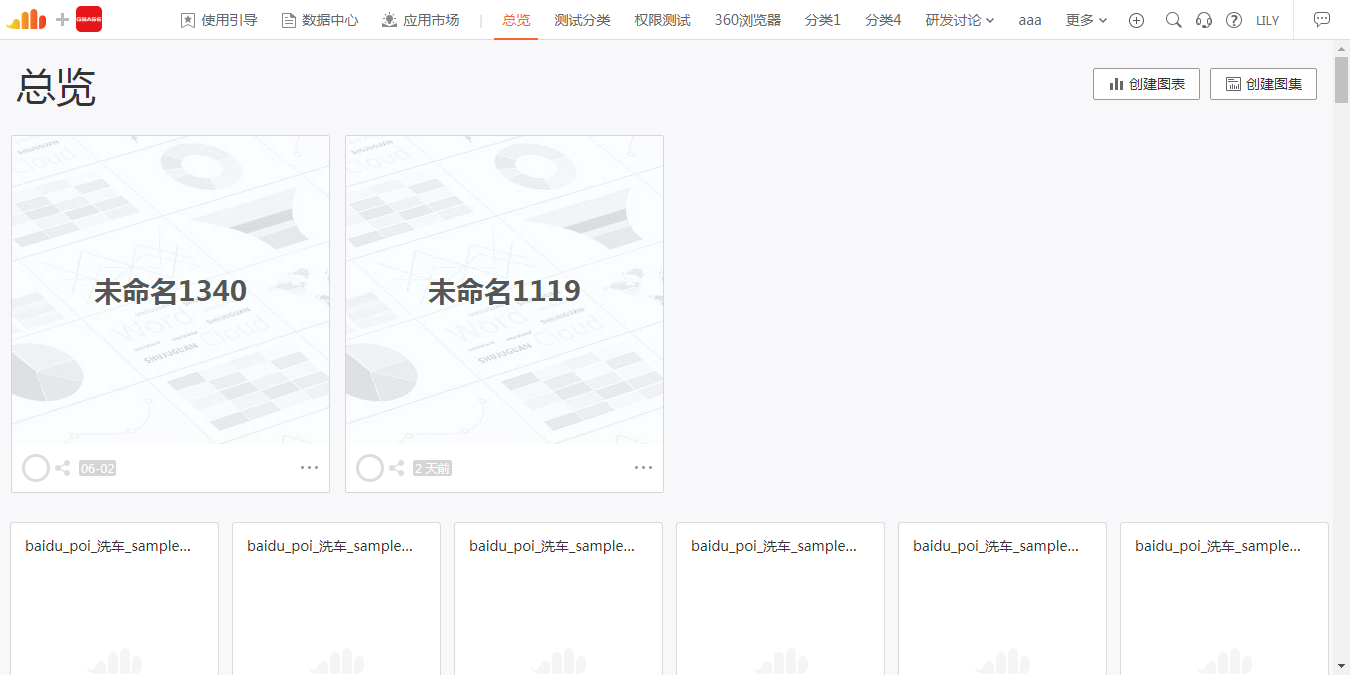 GBASE 使用引导 数据中心 应用市场 总览 测试分类 权限测试 360浏览器 分类1 分类4 研发讨论 aaa 更多 LILY
总览 创建图表 创建图集
未命名1340 未命名1119
06-02 2 天前
baidu_poi_洗车_sample... baidu_poi_洗车_sample... baidu_poi_洗车_sample... baidu_poi_洗车_sample... baidu_poi_洗车_sample... baidu_poi_洗车_sample...